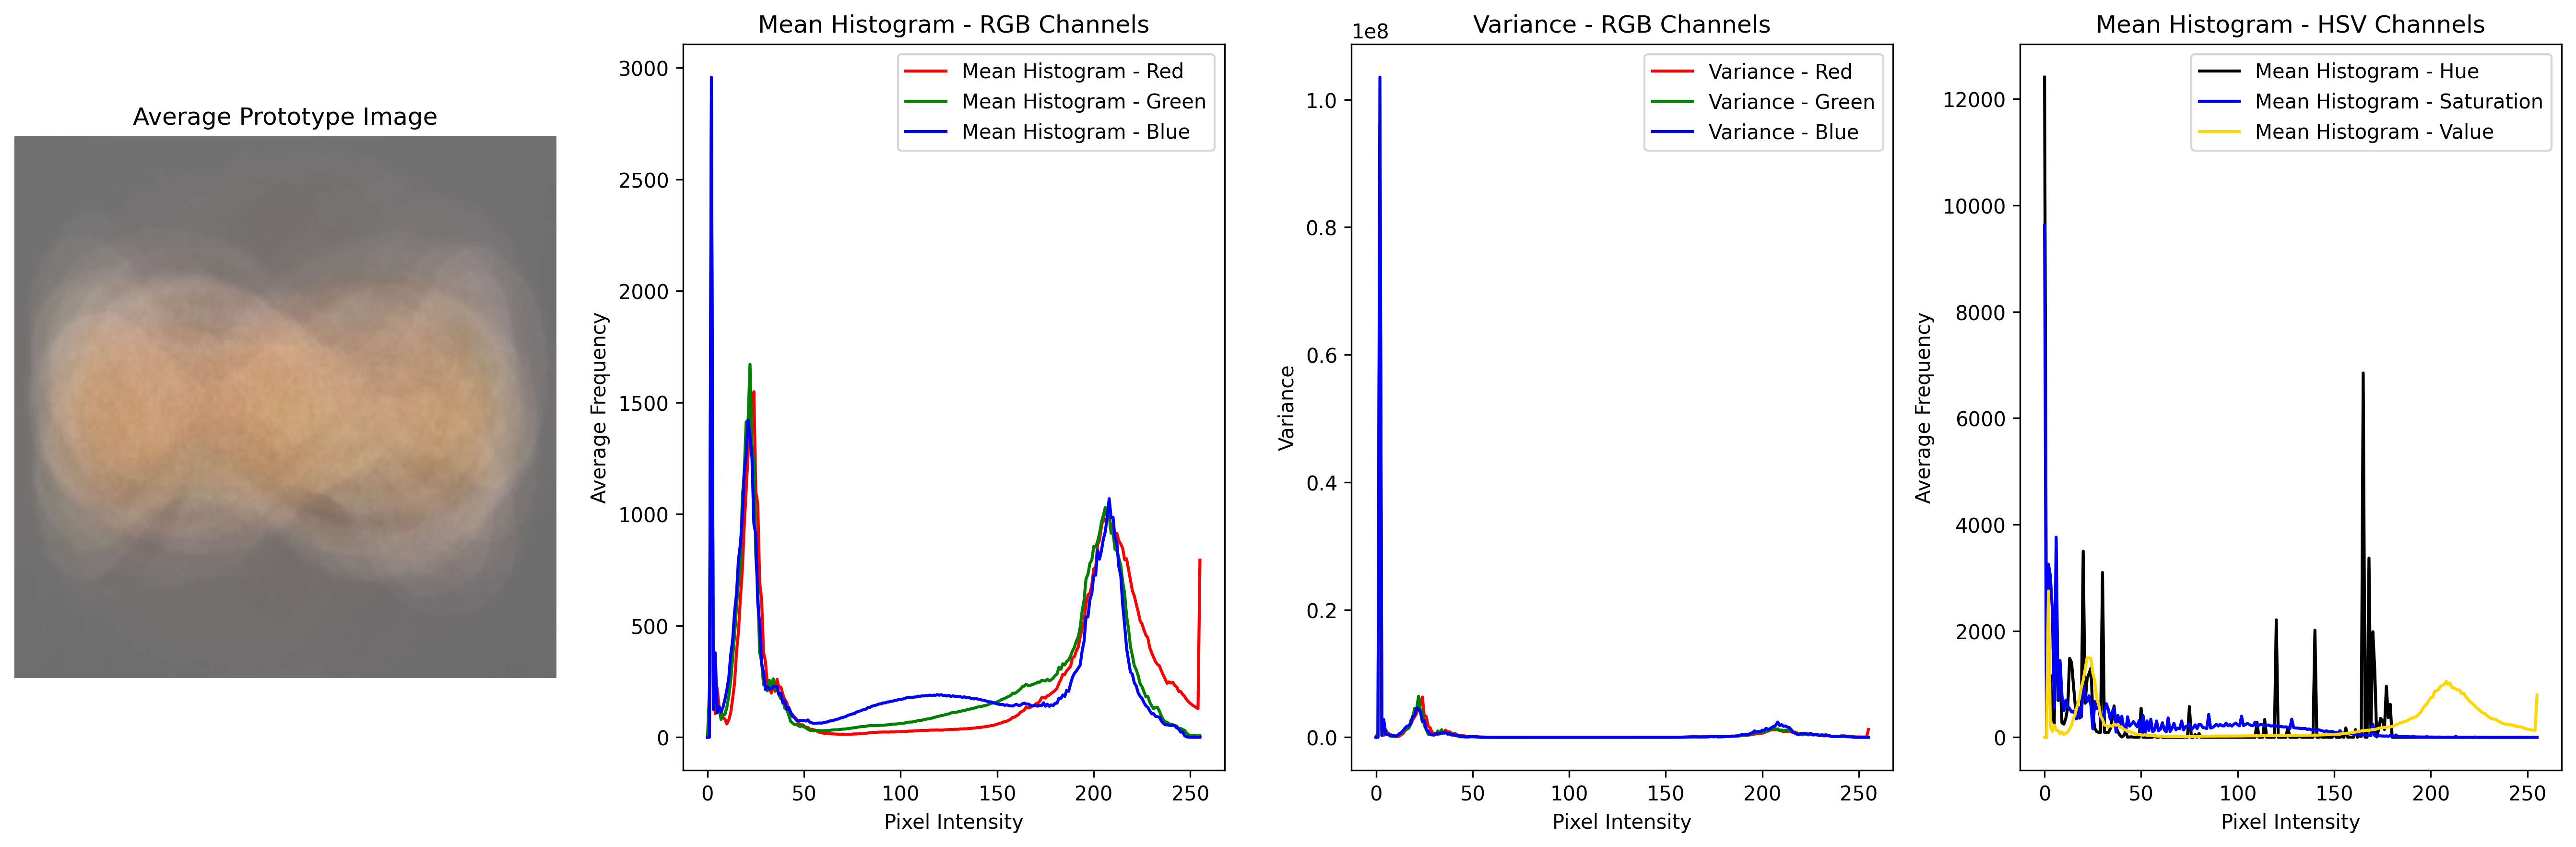 Average Prototype Image
Mean Histogram - RGB Channels
Average Frequency
3000
2500
2000
1500
1000
500
0
0 50 100 150 200 250
Pixel Intensity
Mean Histogram - Red
Mean Histogram - Green
Mean Histogram - Blue
Variance - RGB Channels
1e8
Variance
1.0
0.8
0.6
0.4
0.2
0.0
0 50 100 150 200 250
Pixel Intensity
Variance - Red
Variance - Green
Variance - Blue
Mean Histogram - HSV Channels
Average Frequency
12000
10000
8000
6000
4000
2000
0
0 50 100 150 200 250
Pixel Intensity
Mean Histogram - Hue
Mean Histogram - Saturation
Mean Histogram - Value